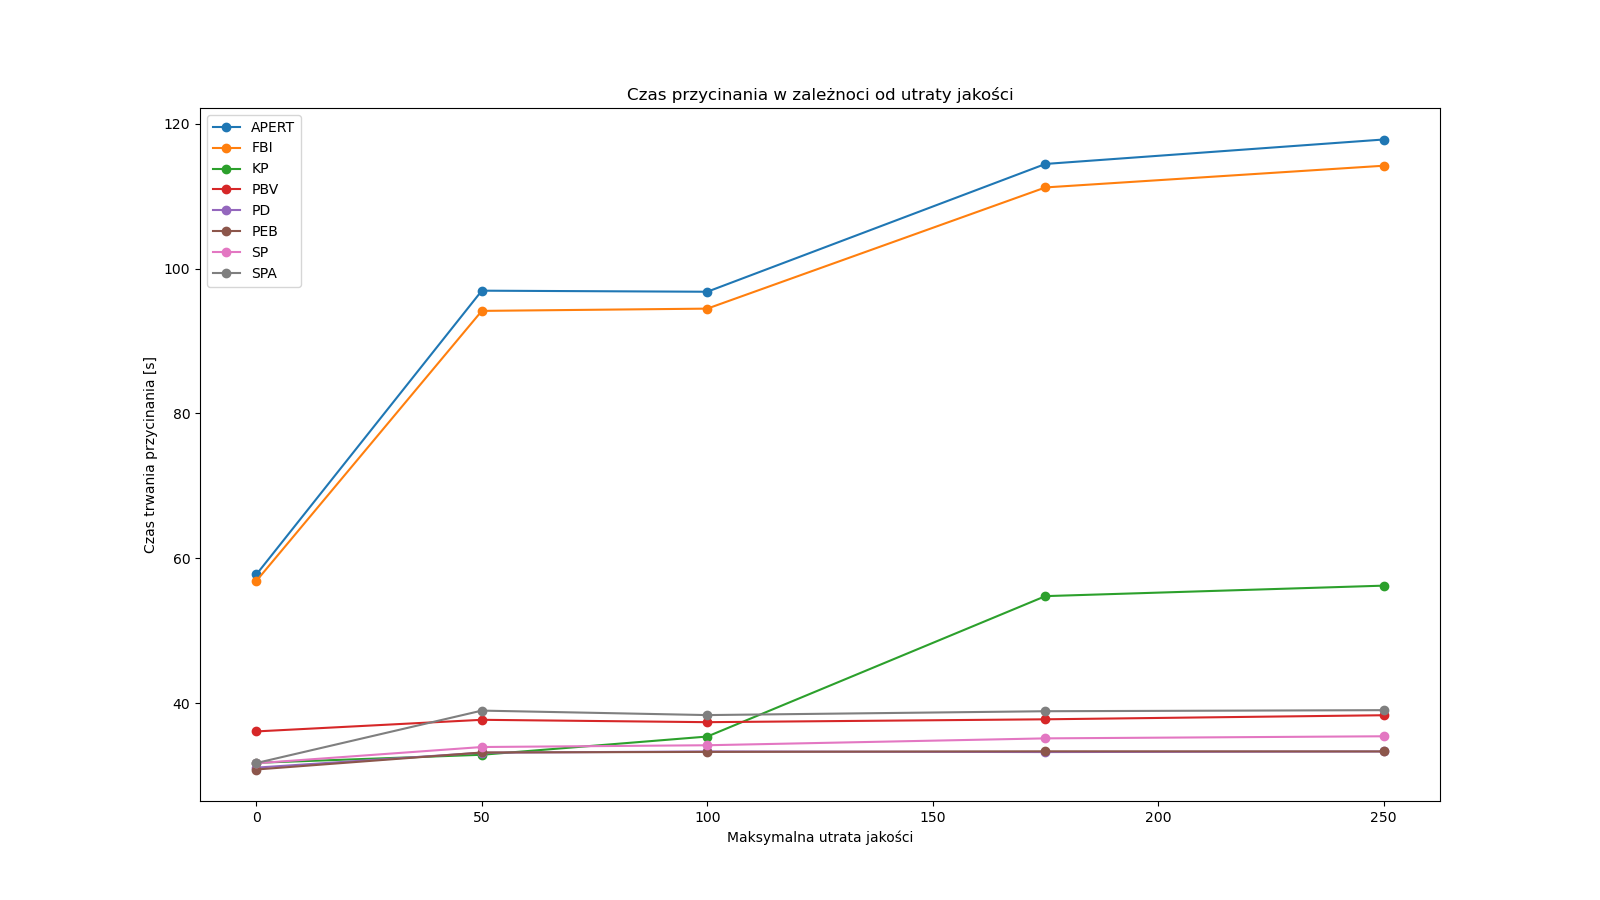 Czas przycinania w zależnoci od utraty jakości
120
100
80
60
40
Czas trwania przycinania [s]
APERT
FBI
KP
PBV
PD
PEB
SP
SPA
0
50
100
150
200
250
Maksymalna utrata jakości